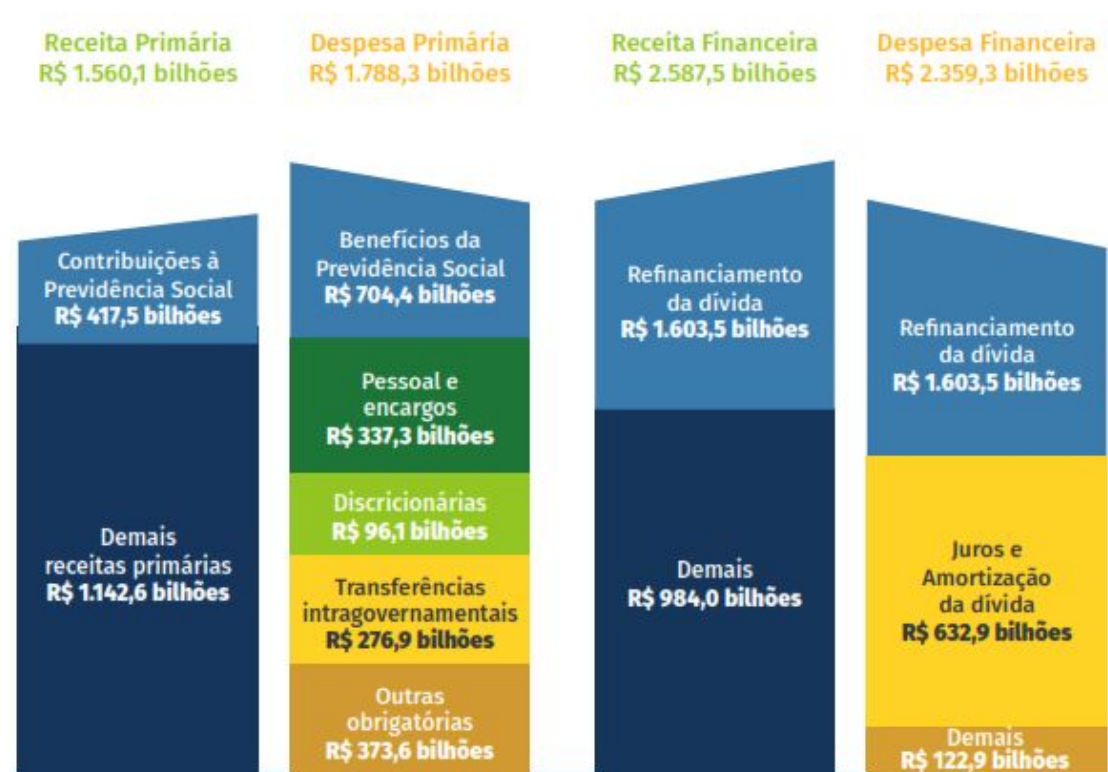 Receita Primária
R$ 1.560,1 bilhões
Despesa Primária
R$ 1.788,3 bilhões
Receita Financeira
R$ 2.587,5 bilhões
Despesa Financeira
R$ 2.359,3 bilhões
Contribuições à
Previdência Social
R$ 417,5 bilhões
Demais
receitas primárias
R$ 1.142,6 bilhões
Benefícios da
Previdência Social
R$ 704,4 bilhões
Pessoal e
encargos
R$ 337,3 bilhões
Discricionárias
R$ 96,1 bilhões
Transferências
intragovernamentais
R$ 276,9 bilhões
Outras
obrigatórias
R$ 373,6 bilhões
Refinanciamento
da dívida
R$ 1.603,5 bilhões
Demais
R$ 984,0 bilhões
Refinanciamento
da dívida
R$ 1.603,5 bilhões
Juros e
Amortização
da dívida
R$ 632,9 bilhões
Demais
R$ 122,9 bilhões